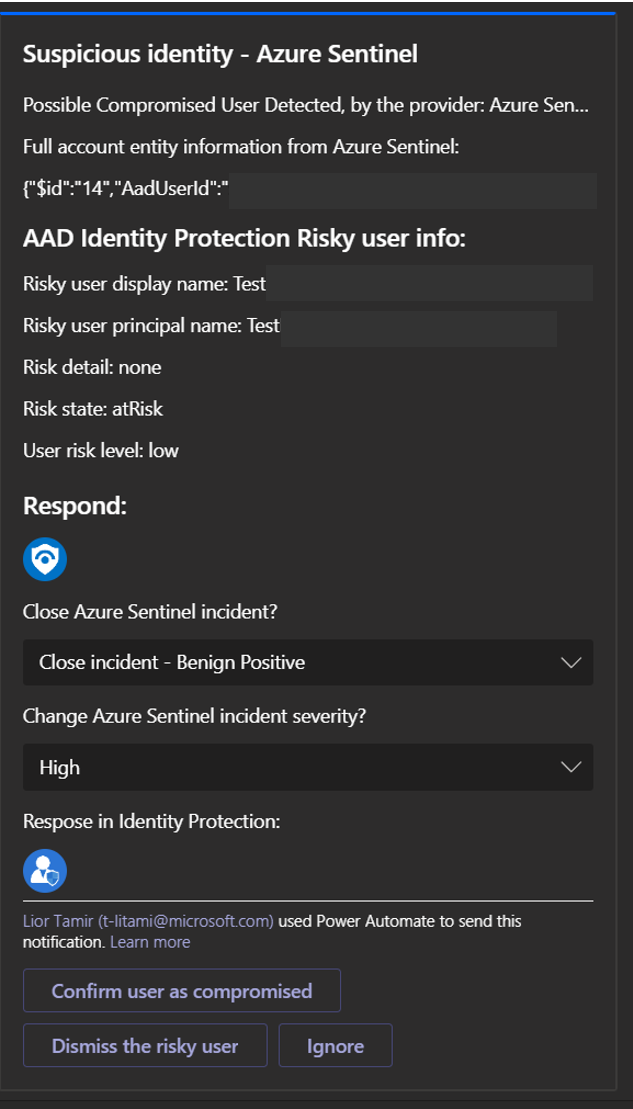 Suspicious identity - Azure Sentinel
Possible Compromised User Detected, by the provider: Azure Sen...
Full account entity information from Azure Sentinel:
{"$id":"14","AadUserId":"
AAD Identity Protection Risky user info:
Risky user display name: Test
Risky user principal name: Test
Risk detail: none
Risk state: atRisk
User risk level: low
Respond:
Close Azure Sentinel incident?
Close incident - Benign Positive
Change Azure Sentinel incident severity?
High
Respose in Identity Protection:
Lior Tamir (t-litami@microsoft.com) used Power Automate to send this
notification. Learn more
Confirm user as compromised
Dismiss the risky user Ignore